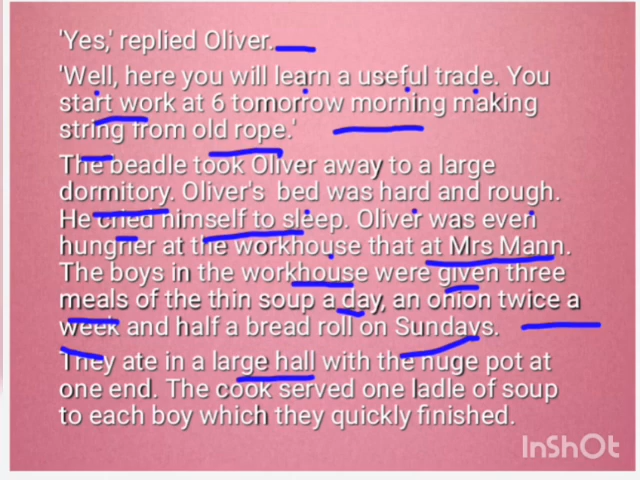 'Yes,' replied Oliver.
'Well, here you will learn a useful trade. You
start work at 6 tomorrow morning making
string from old rope.'
The beadle took Oliver away to a large
dormitory. Oliver's bed was hard and rough.
He cried himself to sleep. Oliver was even
hungrier at the workhouse that at Mrs Mann.
The boys in the workhouse were given three
meals of the thin soup a day, an onion twice a
week and half a bread roll on Sundays.
They ate in a large hall with the huge pot at
one end. The cook served one ladle of soup
to each boy which they quickly finished.
InShOt